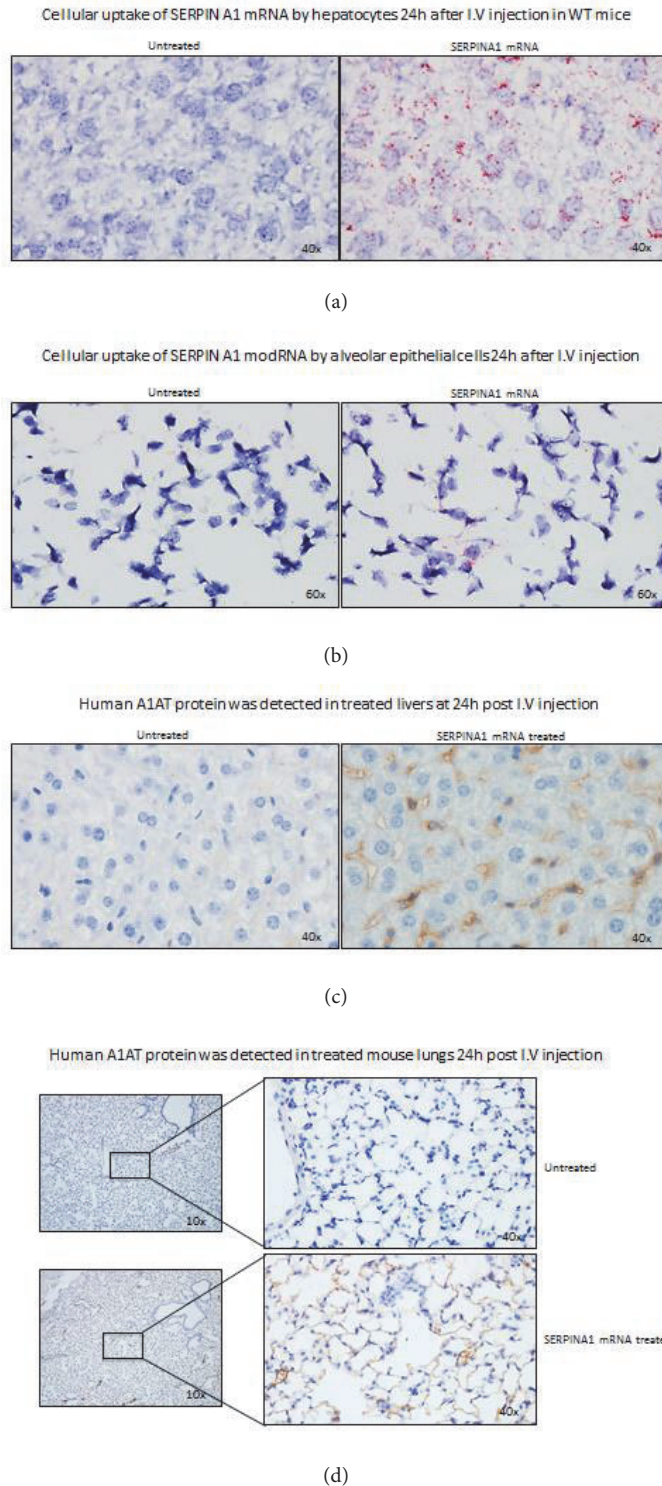 Cellular uptake of SERPIN A1 mRNA by hepatocytes 24h after I.V injection in WT mice
Untreated
SERPINA1 mRNA
40x
40x
(a)
Cellular uptake of SERPIN A1 modRNA by alveolar epithelial cells 24h after I.V injection
Untreated
SERPINA1 mRNA
60x
60x
(b)
Human A1AT protein was detected in treated livers at 24h post I.V injection
Untreated
SERPINA1 mRNA treated
40x
40x
(c)
Human A1AT protein was detected in treated mouse lungs 24h post I.V injection
10x
40x
Untreated
10x
40x
SERPINA1 mRNA treate
(d)